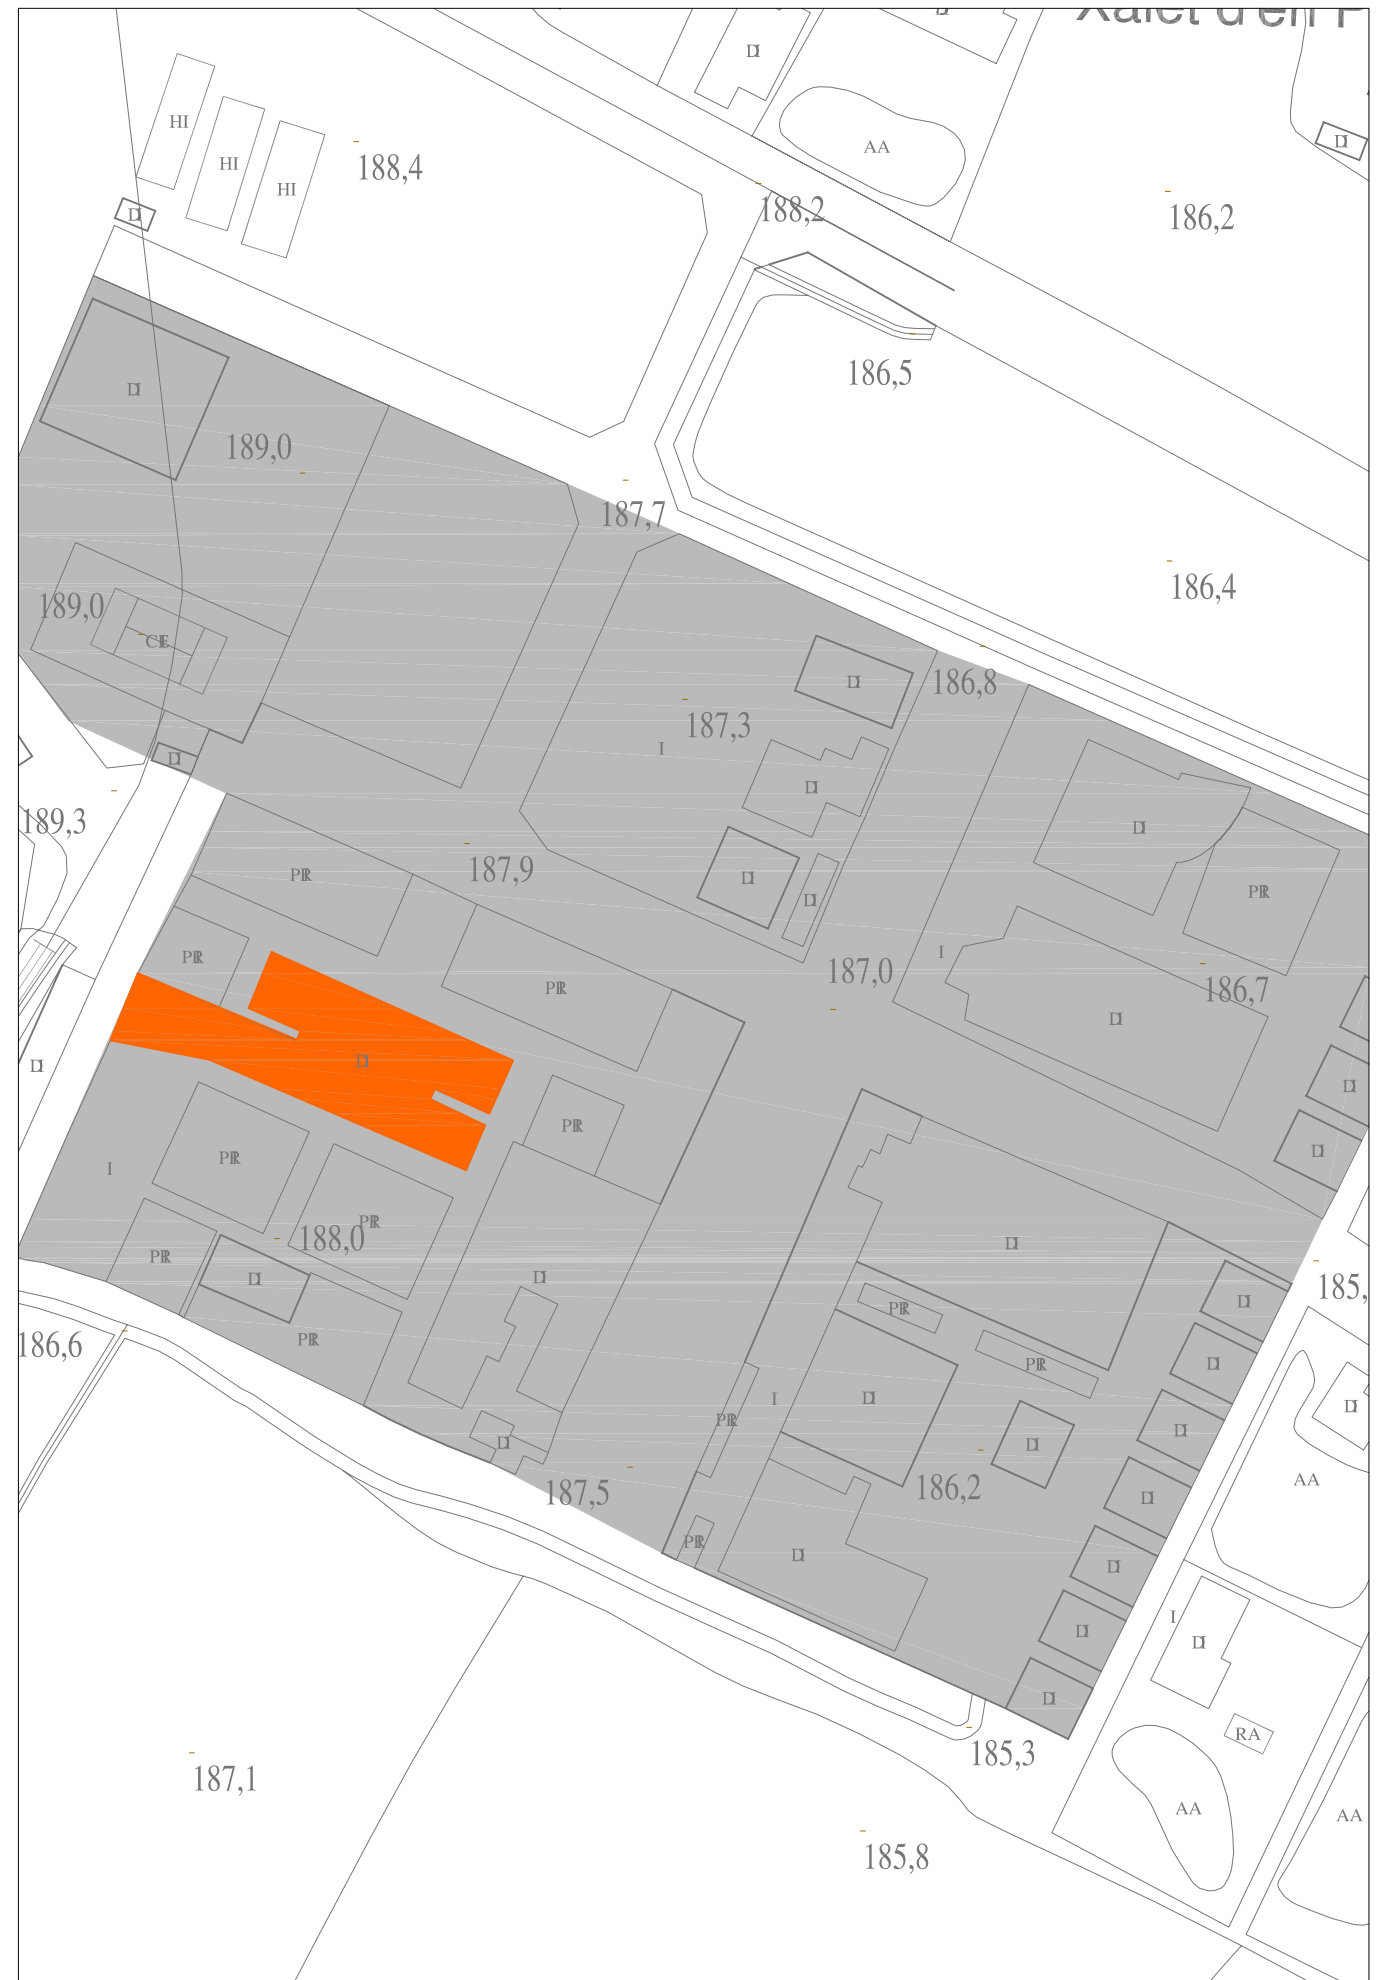 Xalet d'en P
DI
HI
AA
HI
DI
188,4
HI
188,2
DI
186,2
186,5
DI
189,0
187,7
186,4
189,0
CE
DI
186,8
187,3
I
DI
DI
189,3
DI
187,9
PR
DI
PR
DI
I
PR
187,0
186,7
PR
DI
DI
DI
DI
PR
DI
PR
I
PR
188,0
DI
PR
DI
DI
185,
DI
PR
PR
186,6
PR
DI
DI
I
DI
PR
DI
DI
DI
187,5
186,2
AA
DI
PR
DI
DI
I
DI
DI
DI
RA
185,3
187,1
AA
AA
185,8